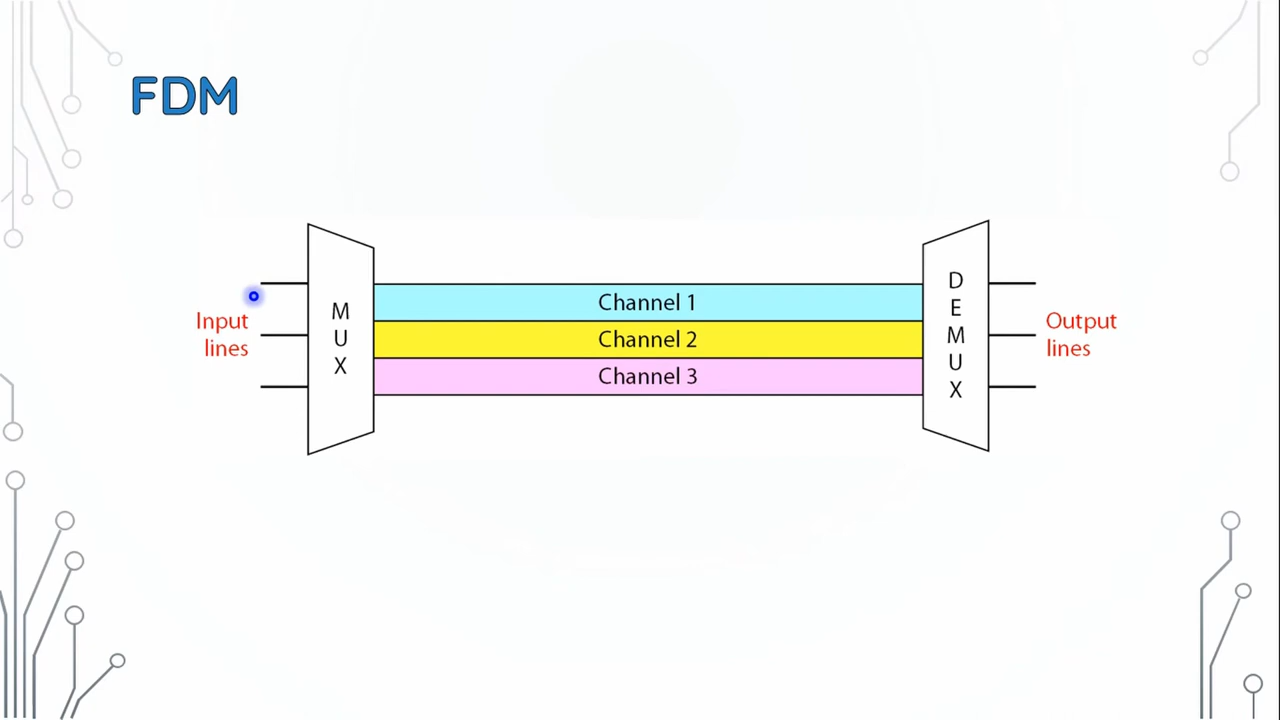 FDM
Input
lines
M
U
X
Channel 1
Channel 2
Channel 3
D
E
M
U
X
Output
lines